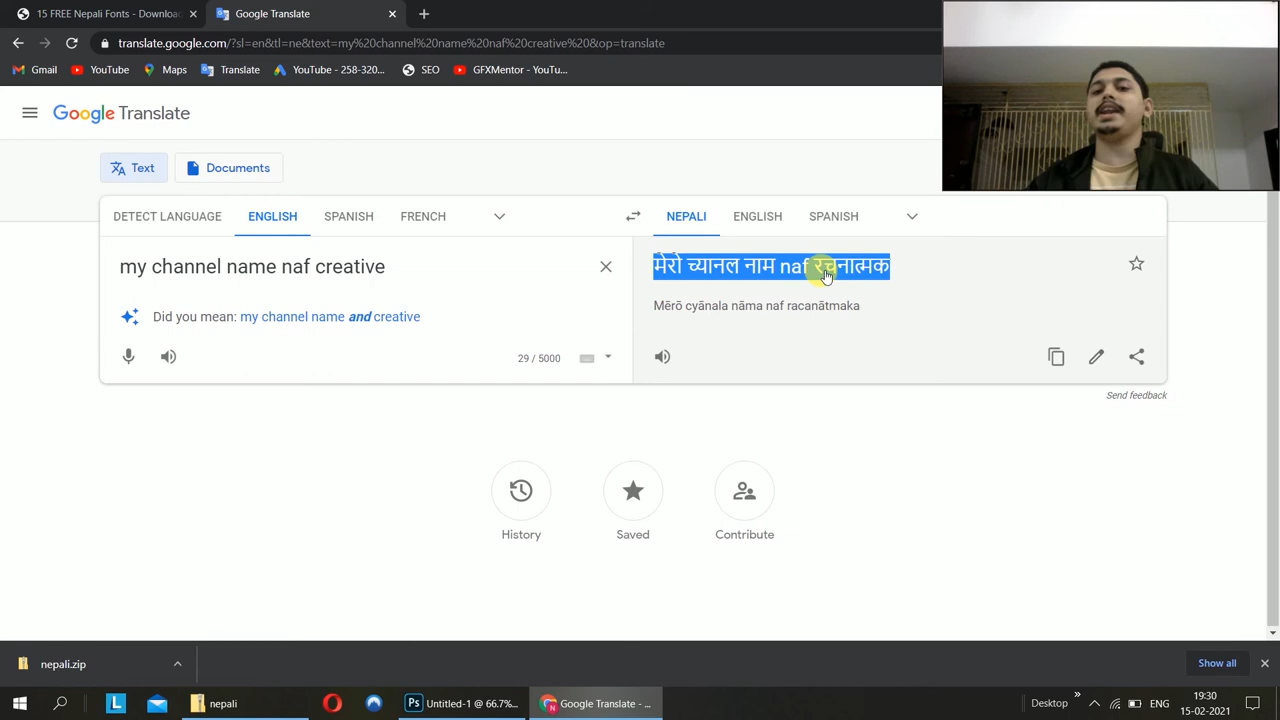 15 FREE Nepali Fonts - Download
Google Translate
translate.google.com/?sl=en&tl=ne&text=my%20channel%20name%20naf%20creative%20&op=translate
Gmail YouTube Maps Translate YouTube - 258-320... SEO GFXMentor - YouTu...
Google Translate
Text Documents
DETECT LANGUAGE ENGLISH SPANISH FRENCH NEPALI ENGLISH SPANISH
my channel name naf creative
मेरो च्यानल नाम naf रचनात्मक
Did you mean: my channel name and creative
Mērō cyānala nāma naf racanātmaka
29 / 5000
Send feedback
History Saved Contribute
nepali.zip
Show all
nepali
Ps Untitled-1 @ 66.7%...
Google Translate - ...
Desktop
ENG
19:30
15-02-2021